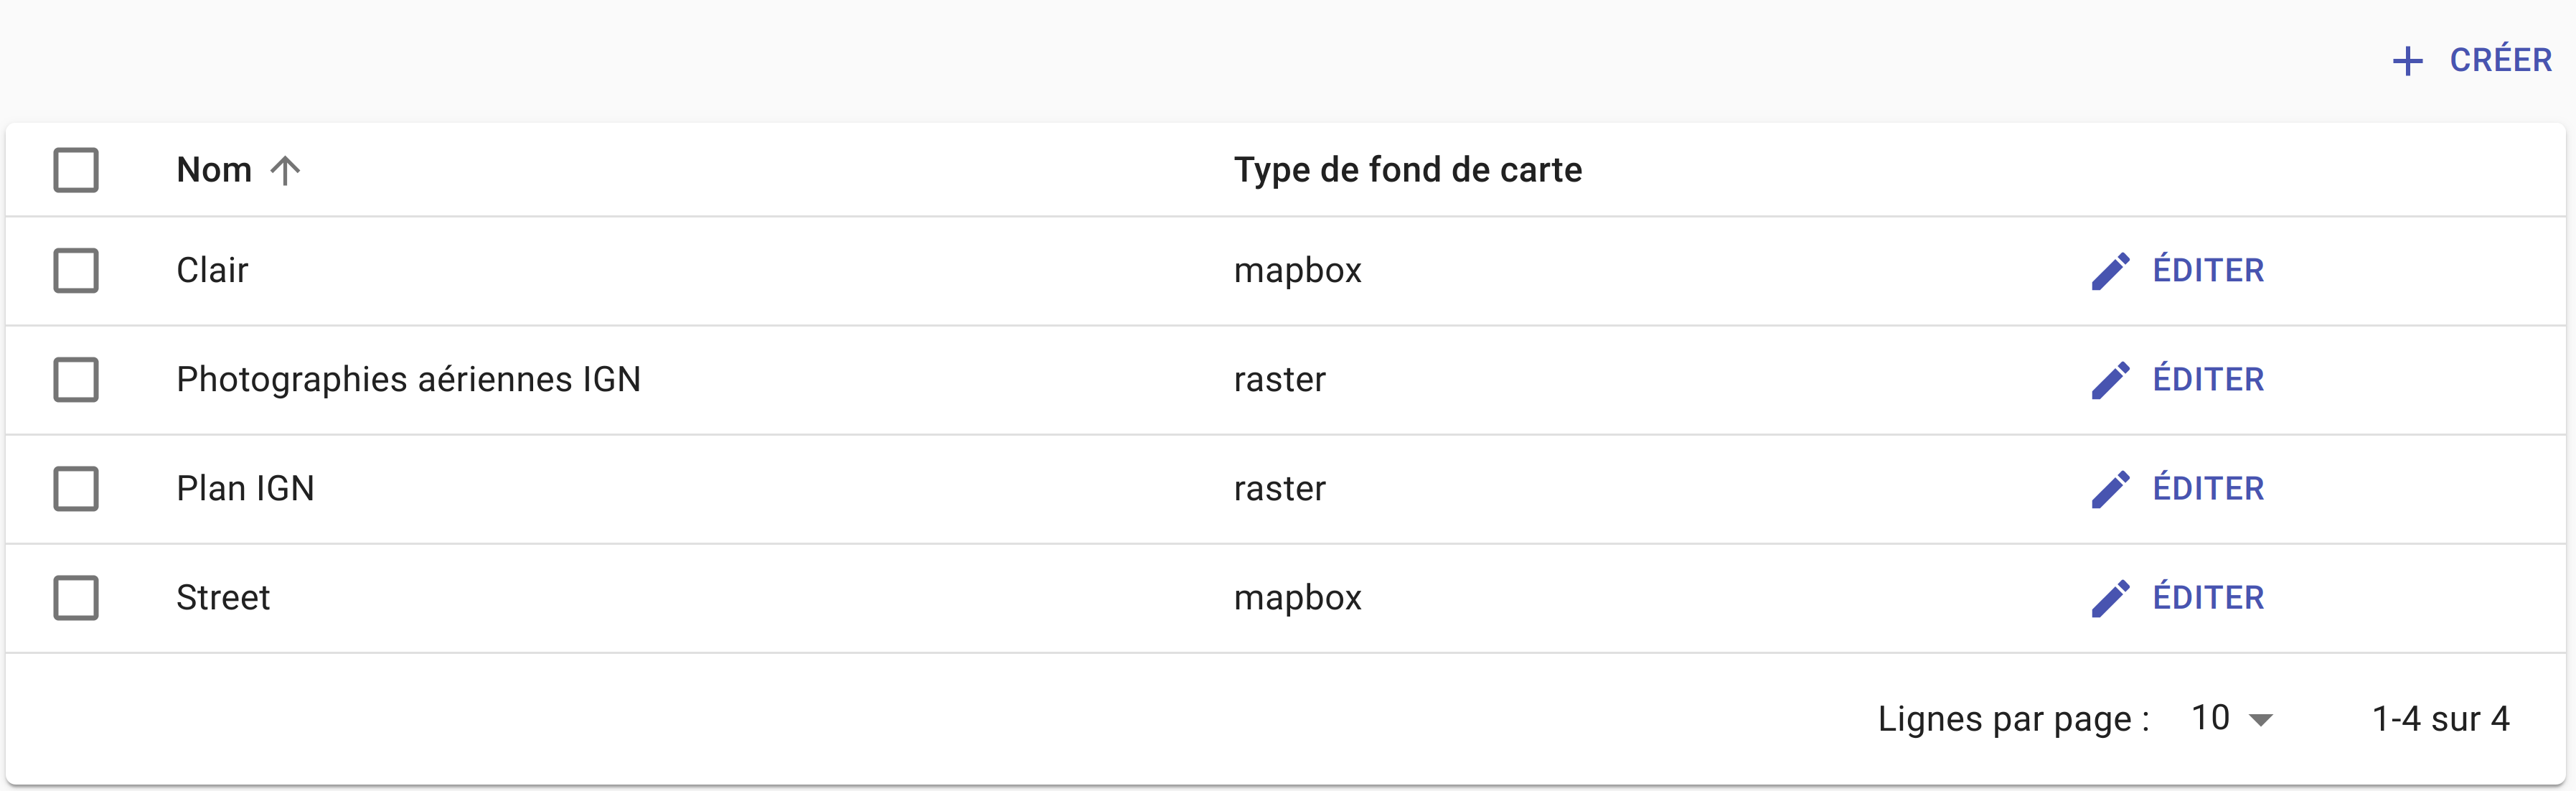 CRÉER
Nom Type de fond de carte
Clair mapbox ÉDITER
Photographies aériennes IGN raster ÉDITER
Plan IGN raster ÉDITER
Street mapbox ÉDITER
Lignes par page : 10 1-4 sur 4